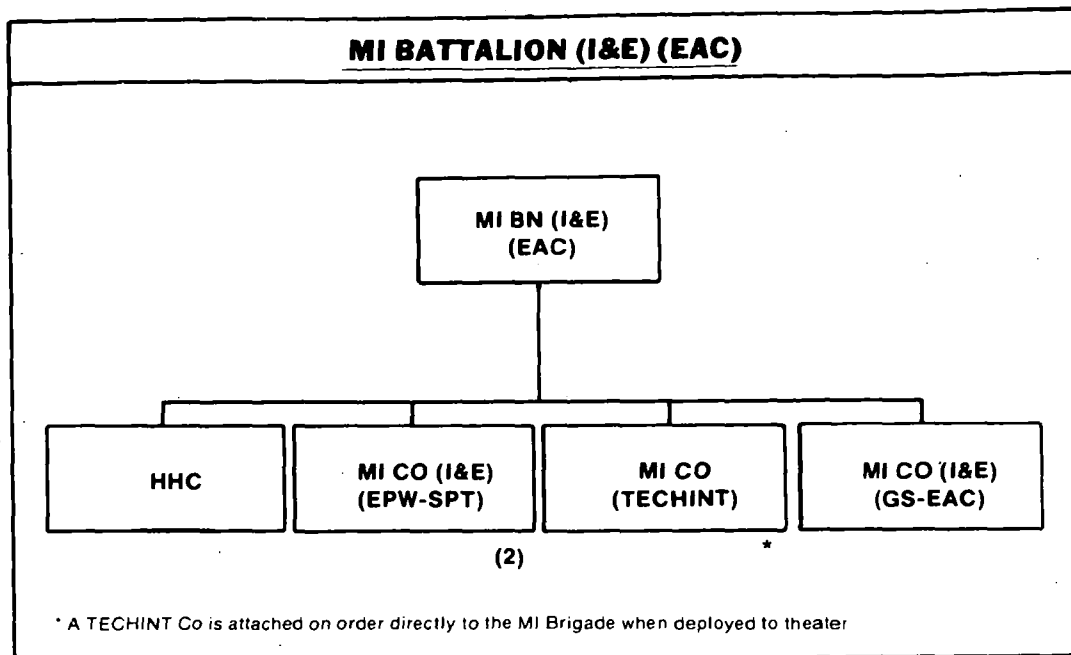 MI BATTALION (I&E) (EAC)
MI BN (I&E)
(EAC)
HHC
MI CO (I&E)
(EPW-SPT)
MI CO
(TECHINT)
MI CO (I&E)
(GS-EAC)
(2)
*
* A TECHINT Co is attached on order directly to the MI Brigade when deployed to theater